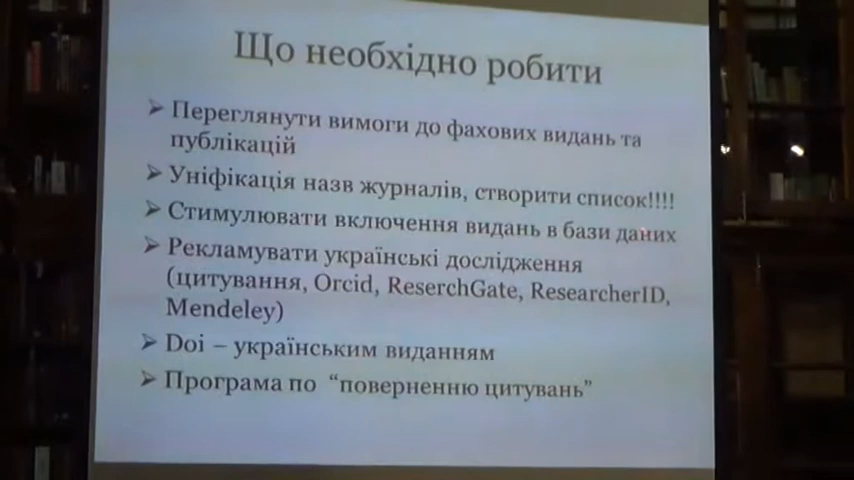 Що необхідно робити
➢ Переглянути вимоги до фахових видань та
публікацій
➢ Уніфікація назв журналів, створити список!!!!
➢ Стимулювати включення видань в бази даних
➢ Рекламувати українські дослідження
(цитування, Orcid, ReserchGate, ResearcherID,
Mendeley)
➢ Doi – українським виданням
➢ Програма по “поверненню цитувань”